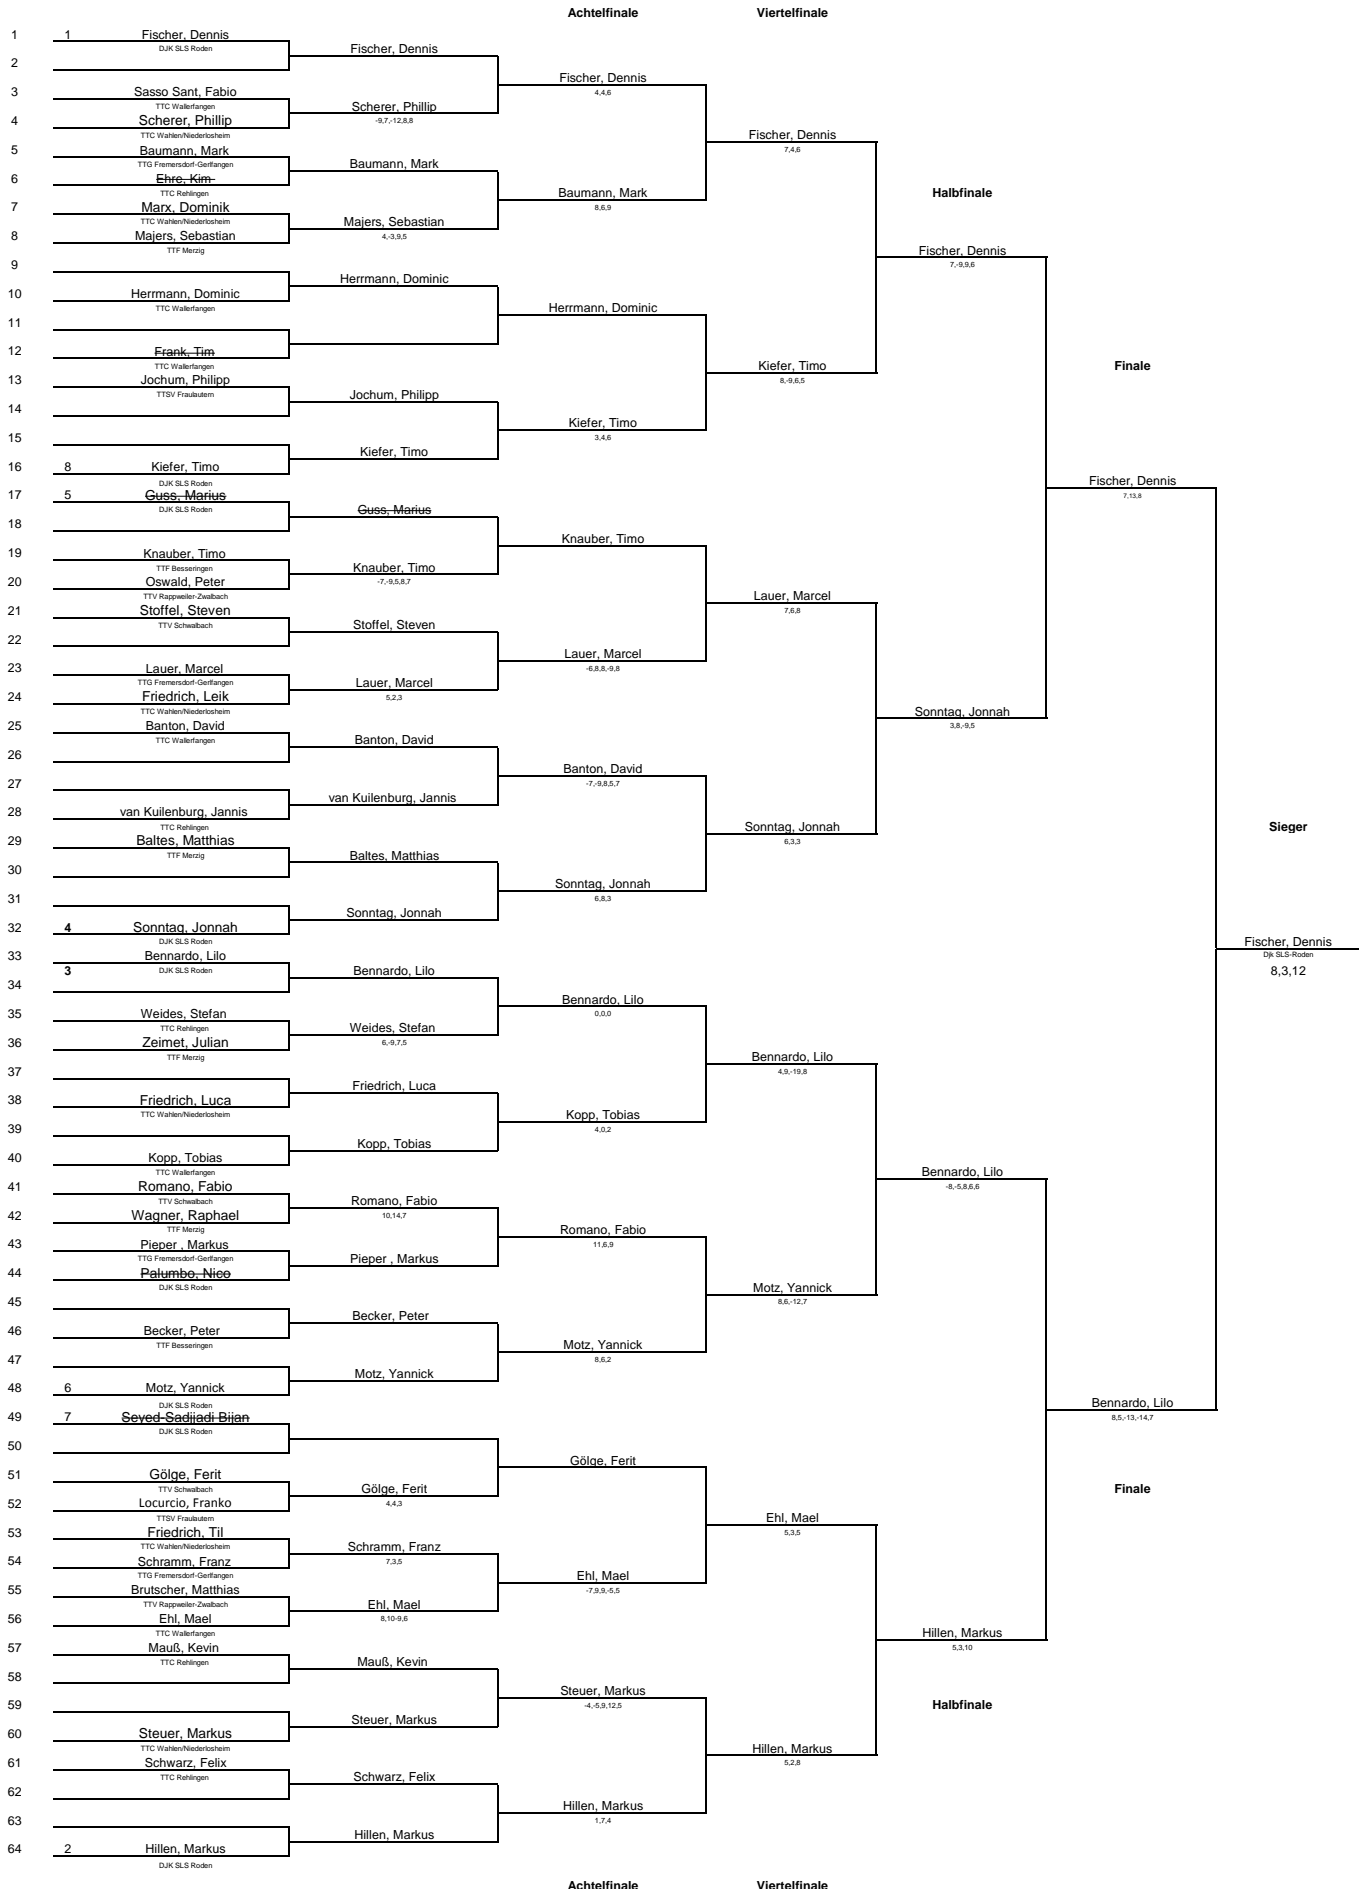 Achtelfinale Viertelfinale
1 1 Fischer, Dennis
DJK SLS Roden
Fischer, Dennis
2
Fischer, Dennis
4,4,6
3 Sasso Sant, Fabio
TTC Wallerfangen
Scherer, Phillip
-9,7,-12,8,8
4 Scherer, Phillip
TTC Wahlen/Niederlosheim
Fischer, Dennis
7,4,6
5 Baumann, Mark
TTG Fremersdorf-Gerlfangen
Baumann, Mark
6 Ehre, Kim
TTC Rehlingen
Baumann, Mark
8,6,9
Halbfinale
7 Marx, Dominik
TTC Wahlen/Niederlosheim
Majers, Sebastian
4,-3,9,5
8 Majers, Sebastian
TTF Merzig
Fischer, Dennis
7,-9,9,6
9
Herrmann, Dominic
10 Herrmann, Dominic
TTC Wallerfangen
Herrmann, Dominic
11
12 Frank, Tim
TTC Wallerfangen
Kiefer, Timo
8,-9,6,5
Finale
13 Jochum, Philipp
TTSV Fraulautern
Jochum, Philipp
14
Kiefer, Timo
3,4,6
15
Kiefer, Timo
16 8 Kiefer, Timo
DJK SLS Roden
Fischer, Dennis
7,13,8
17 5 Guss, Marius
DJK SLS Roden
Guss, Marius
18
Knauber, Timo
19 Knauber, Timo
TTF Besseringen
Knauber, Timo
-7,-9,5,8,7
20 Oswald, Peter
TTV Rappweiler-Zwalbach
Lauer, Marcel
7,6,8
21 Stoffel, Steven
TTV Schwalbach
Stoffel, Steven
22
Lauer, Marcel
-6,8,8,-9,8
23 Lauer, Marcel
TTG Fremersdorf-Gerlfangen
Lauer, Marcel
5,2,3
24 Friedrich, Leik
TTC Wahlen/Niederlosheim
Sonntag, Jonnah
3,8,-9,5
25 Banton, David
TTC Wallerfangen
Banton, David
26
Banton, David
-7,-9,8,5,7
27
van Kuilenburg, Jannis
28 van Kuilenburg, Jannis
TTC Rehlingen
Sonntag, Jonnah
6,3,3
Sieger
29 Baltes, Matthias
TTF Merzig
Baltes, Matthias
30
Sonntag, Jonnah
6,8,3
31
Sonntag, Jonnah
32 4 Sonntag, Jonnah
DJK SLS Roden
Fischer, Dennis
Djk SLS-Roden
8,3,12
33 Bennardo, Lilo
3 DJK SLS Roden
Bennardo, Lilo
34
Bennardo, Lilo
0,0,0
35 Weides, Stefan
TTC Rehlingen
Weides, Stefan
6,-9,7,5
36 Zeimet, Julian
TTF Merzig
Bennardo, Lilo
4,9,-19,8
37
Friedrich, Luca
38 Friedrich, Luca
TTC Wahlen/Niederlosheim
Kopp, Tobias
4,0,2
39
Kopp, Tobias
40 Kopp, Tobias
TTC Wallerfangen
Bennardo, Lilo
-8,-5,8,6,6
41 Romano, Fabio
TTV Schwalbach
Romano, Fabio
10,14,7
42 Wagner, Raphael
TTF Merzig
Romano, Fabio
11,6,9
43 Pieper , Markus
TTG Fremersdorf-Gerlfangen
Pieper , Markus
44 Palumbo, Nico
DJK SLS Roden
Motz, Yannick
8,6,-12,7
45
Becker, Peter
46 Becker, Peter
TTF Besseringen
Motz, Yannick
8,6,2
47
Motz, Yannick
48 6 Motz, Yannick
DJK SLS Roden
Bennardo, Lilo
8,5,-13,-14,7
49 7 Seyed-Sadjjadi Bijan
DJK SLS Roden
50
Gölge, Ferit
51 Gölge, Ferit
TTV Schwalbach
Gölge, Ferit
4,4,3
Finale
52 Locurcio, Franko
TTSV Fraulautern
Ehl, Mael
5,3,5
53 Friedrich, Til
TTC Wahlen/Niederlosheim
Schramm, Franz
7,3,5
54 Schramm, Franz
TTG Fremersdorf-Gerlfangen
Ehl, Mael
-7,9,9,-5,5
55 Brutscher, Matthias
TTV Rappweiler-Zwalbach
Ehl, Mael
8,10-9,6
56 Ehl, Mael
TTC Wallerfangen
Hillen, Markus
5,3,10
57 Mauß, Kevin
TTC Rehlingen
Mauß, Kevin
58
Steuer, Markus
-4,-5,9,12,5
Halbfinale
59
Steuer, Markus
60 Steuer, Markus
TTC Wahlen/Niederlosheim
Hillen, Markus
5,2,8
61 Schwarz, Felix
TTC Rehlingen
Schwarz, Felix
62
Hillen, Markus
1,7,4
63
Hillen, Markus
64 2 Hillen, Markus
DJK SLS Roden
Achtelfinale Viertelfinale